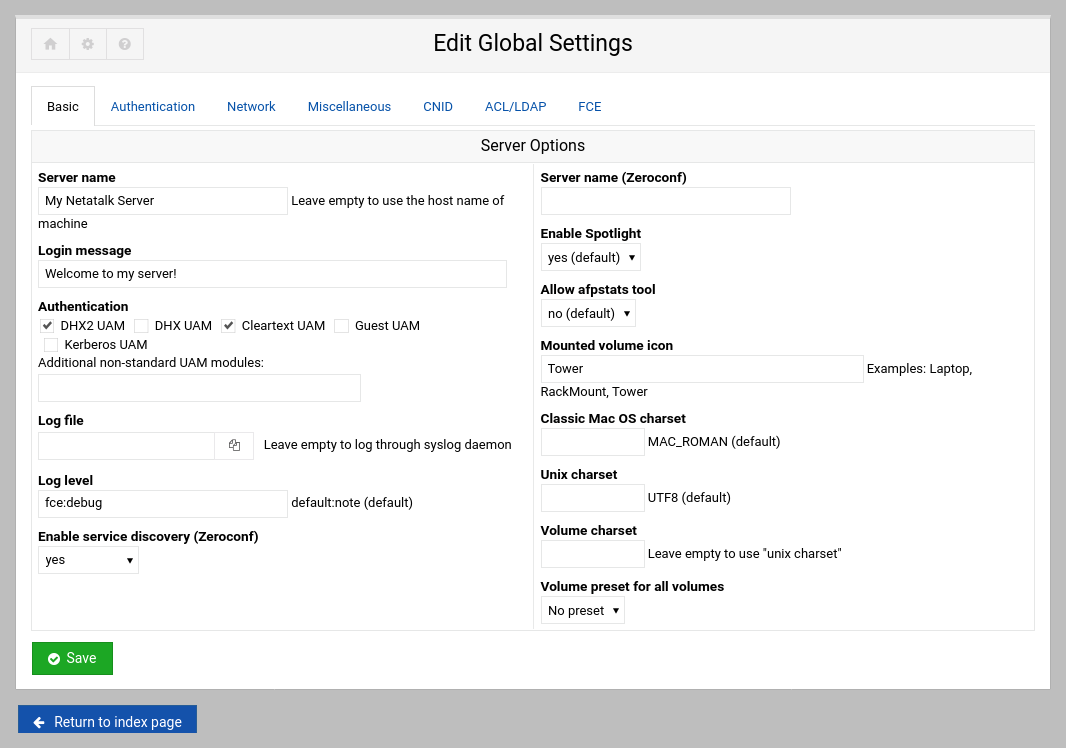 Edit Global Settings
Basic Authentication Network Miscellaneous CNID ACL/LDAP FCE
Server Options
Server name
My Netatalk Server Leave empty to use the host name of
machine
Login message
Welcome to my server!
Authentication
DHX2 UAM DHX UAM Cleartext UAM Guest UAM
Kerberos UAM
Additional non-standard UAM modules:
Log file
Leave empty to log through syslog daemon
Log level
fce:debug default:note (default)
Enable service discovery (Zeroconf)
yes
Server name (Zeroconf)
Enable Spotlight
yes (default)
Allow afpstats tool
no (default)
Mounted volume icon
Tower Examples: Laptop,
RackMount, Tower
Classic Mac OS charset
MAC_ROMAN (default)
Unix charset
UTF8 (default)
Volume charset
Leave empty to use "unix charset"
Volume preset for all volumes
No preset
Save
Return to index page